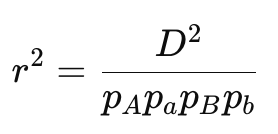 r² = D² / p_A p_a p_B p_b